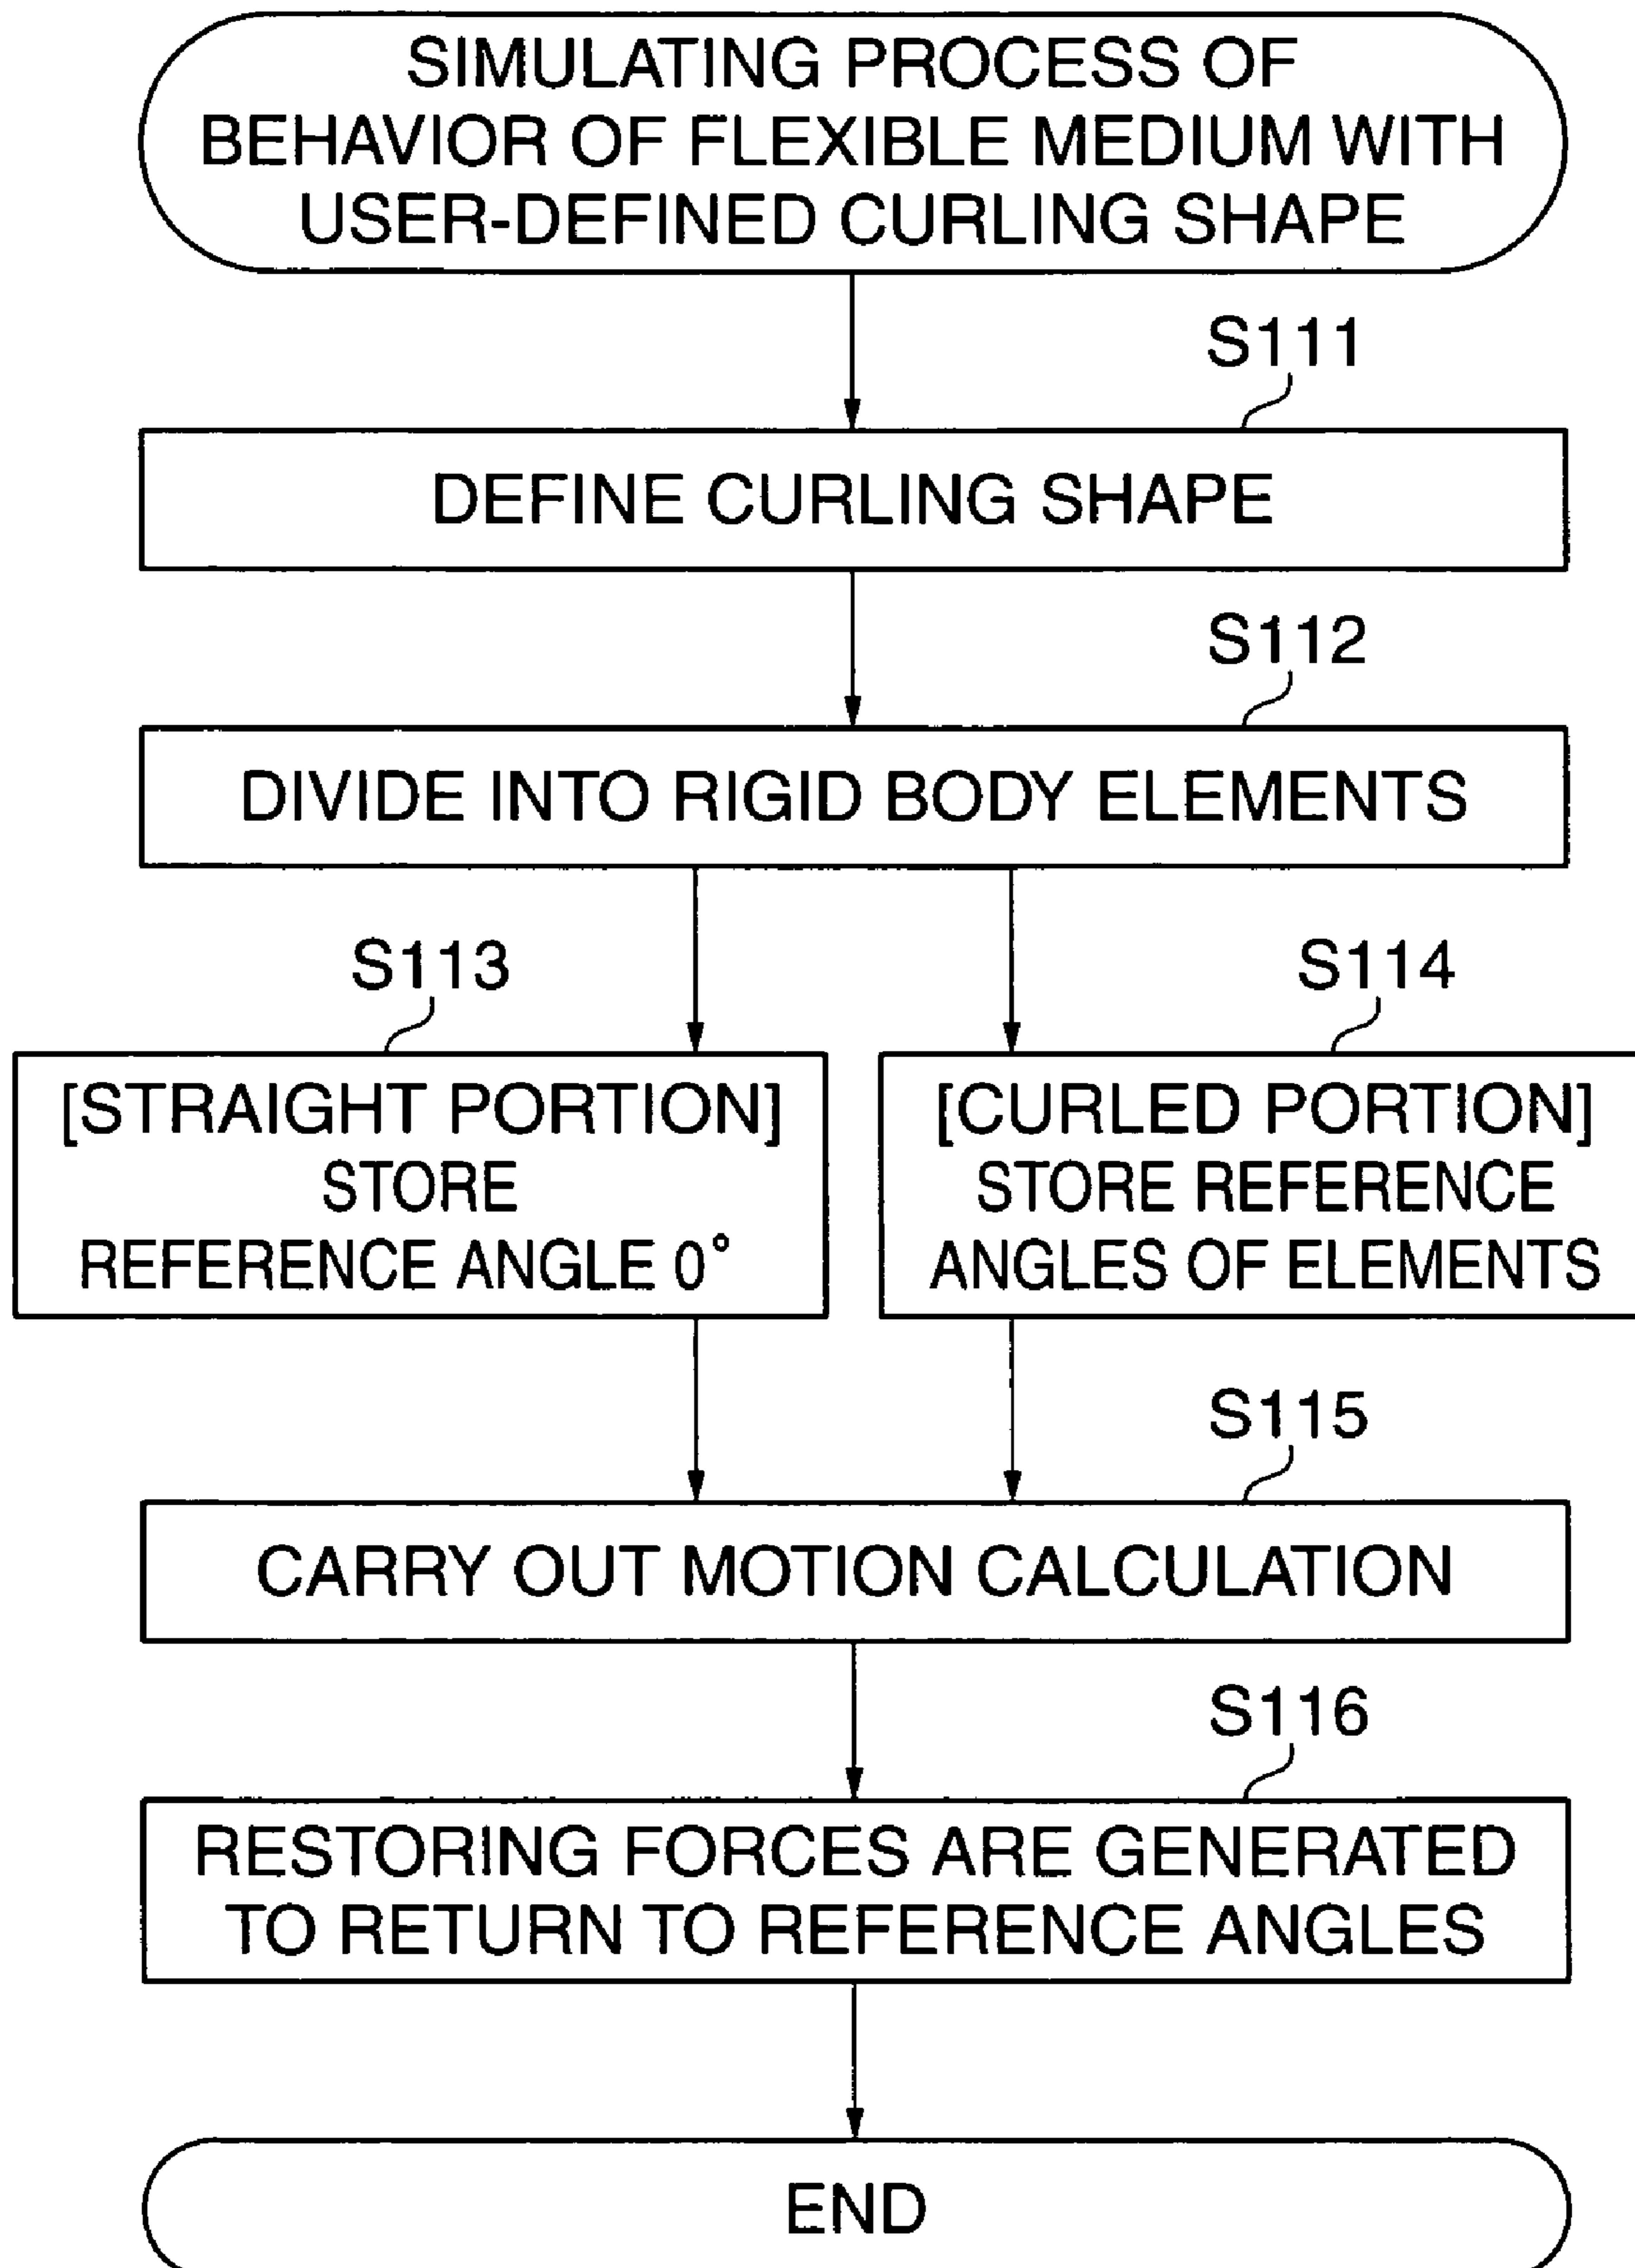 SIMULATING PROCESS OF
BEHAVIOR OF FLEXIBLE MEDIUM WITH
USER-DEFINED CURLING SHAPE
S111
DEFINE CURLING SHAPE
S112
DIVIDE INTO RIGID BODY ELEMENTS
S113
[STRAIGHT PORTION]
STORE
REFERENCE ANGLE 0°
S114
[CURLED PORTION]
STORE REFERENCE
ANGLES OF ELEMENTS
S115
CARRY OUT MOTION CALCULATION
S116
RESTORING FORCES ARE GENERATED
TO RETURN TO REFERENCE ANGLES
END